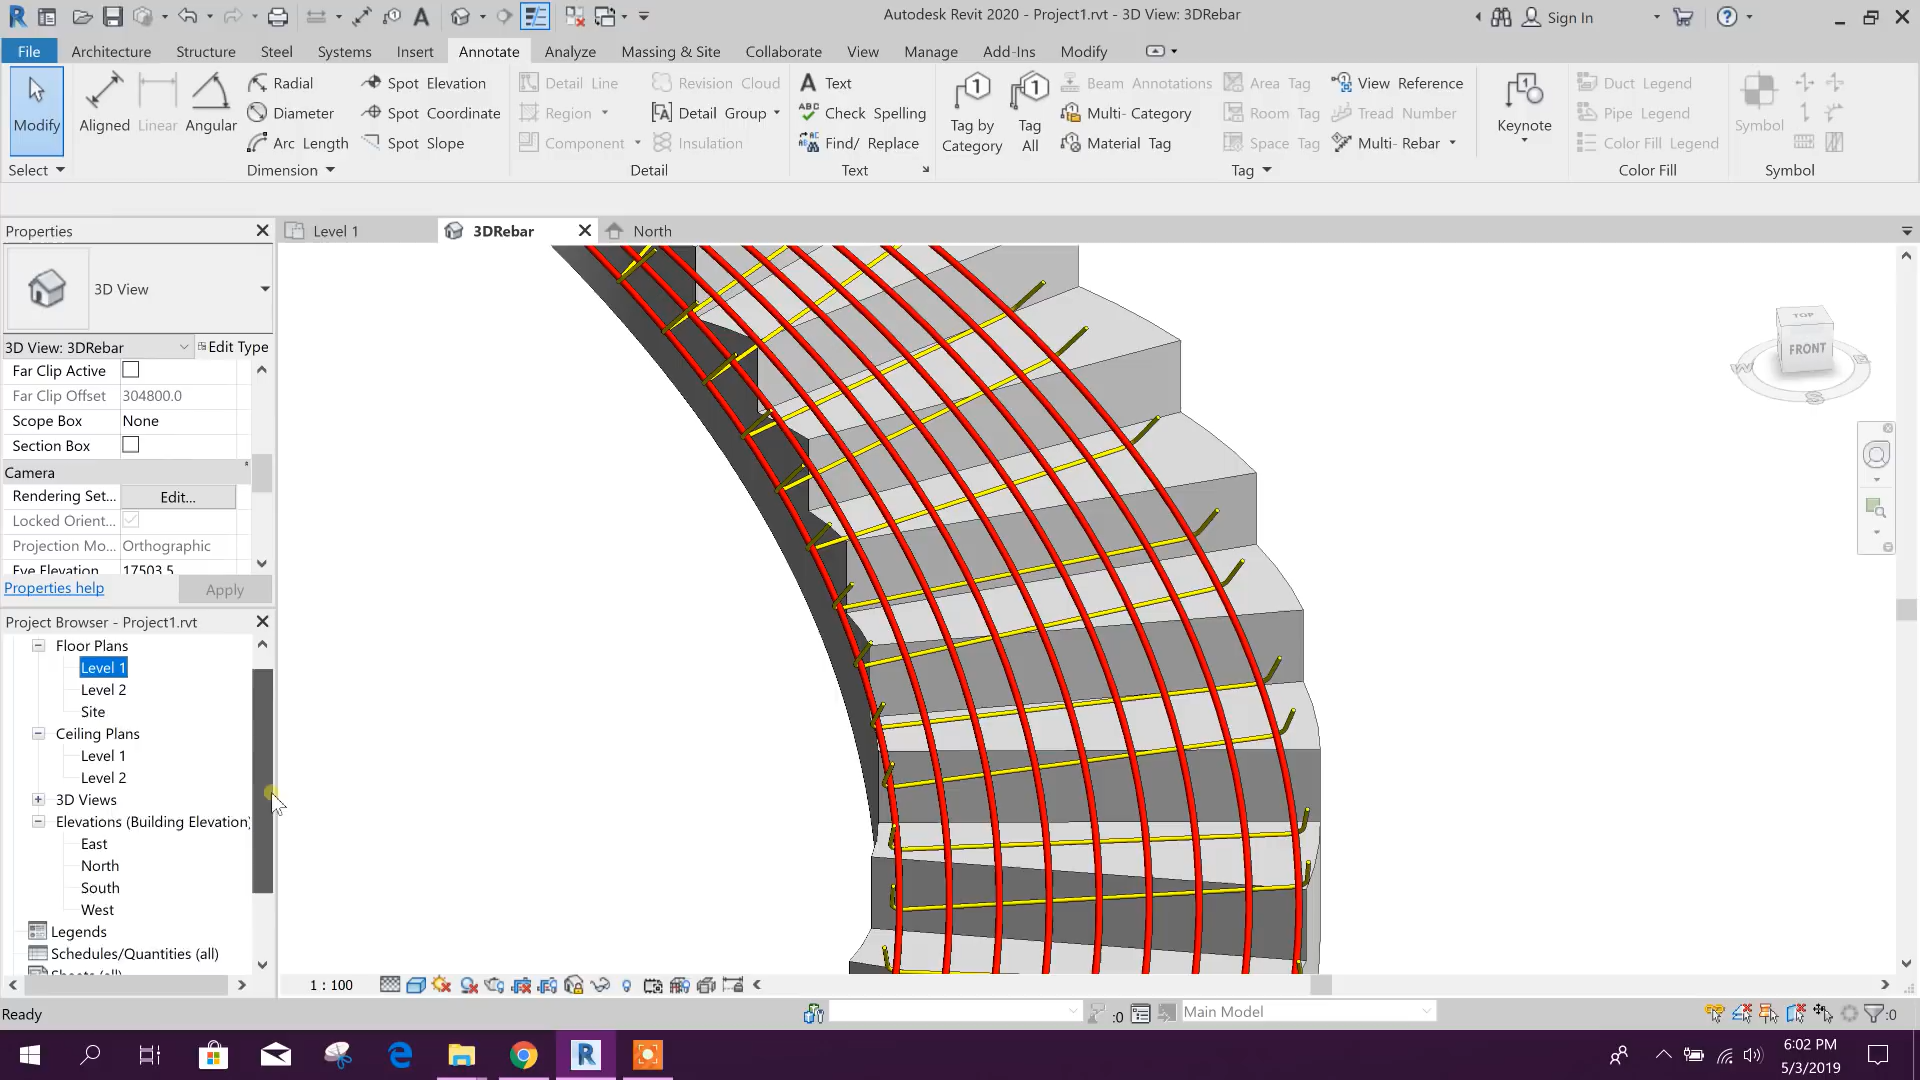 Autodesk Revit 2020 - Project1.rvt - 3D View: 3DRebar
Sign In
File Architecture Structure Steel Systems Insert Annotate Analyze Massing & Site Collaborate View Manage Add-Ins Modify
Modify
Select
Aligned
Linear
Angular
Radial
Diameter
Arc Length
Spot Elevation
Spot Coordinate
Spot Slope
Dimension
Detail Line
Region
Component
Revision Cloud
Detail Group
Insulation
Detail
Text
Check Spelling
Find/ Replace
Text
Tag by
Category
Tag
All
Beam Annotations
Multi- Category
Material Tag
Area Tag
Room Tag
Space Tag
View Reference
Tread Number
Multi- Rebar
Tag
Keynote
Duct Legend
Pipe Legend
Color Fill Legend
Color Fill
Symbol
Symbol
Properties
Level 1
3DRebar
North
3D View
3D View: 3DRebar
Edit Type
Far Clip Active
Far Clip Offset 304800.0
Scope Box None
Section Box
Camera
Rendering Set... Edit...
Locked Orient...
Projection Mo... Orthographic
Eye Elevation 17503.5
Properties help
Apply
Project Browser - Project1.rvt
Floor Plans
Level 1
Level 2
Site
Ceiling Plans
Level 1
Level 2
3D Views
Elevations (Building Elevation)
East
North
South
West
Legends
Schedules/Quantities (all)
Sheets (all)
TOP
FRONT
W
S
E
1 : 100
Ready
:0
Main Model
:0
6:02 PM
5/3/2019